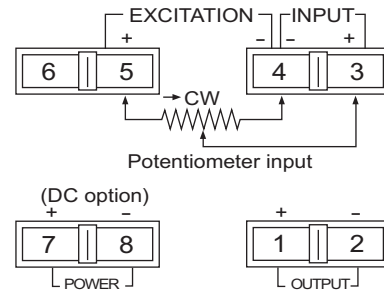 EXCITATION INPUT
+ – – +
6 5 4 3
→ CW
Potentiometer input
(DC option)
+ – + –
7 8 1 2
POWER OUTPUT